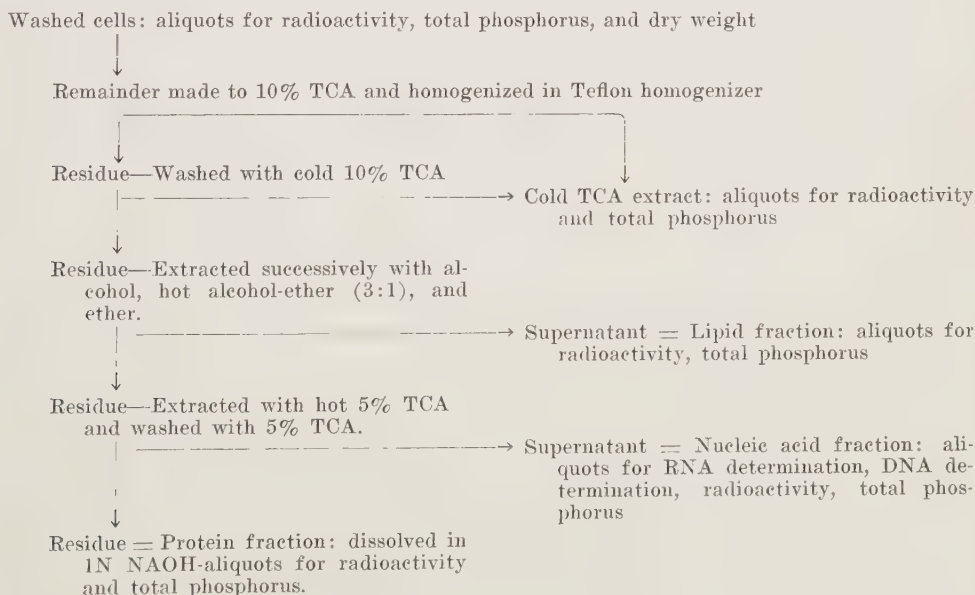 Washed cells: aliquots for radioactivity, total phosphorus, and dry weight
Remainder made to 10% TCA and homogenized in Teflon homogenizer
Residue—Washed with cold 10% TCA
Cold TCA extract: aliquots for radioactivity
and total phosphorus
Residue—Extracted successively with al-
cohol, hot alcohol-ether (3:1), and
ether.
Supernatant = Lipid fraction: aliquots for
radioactivity, total phosphorus
Residue—Extracted with hot 5% TCA
and washed with 5% TCA.
Supernatant = Nucleic acid fraction: ali-
quots for RNA determination, DNA de-
termination, radioactivity, total phos-
phorus
Residue = Protein fraction: dissolved in
1N NAOH-aliquots for radioactivity
and total phosphorus.